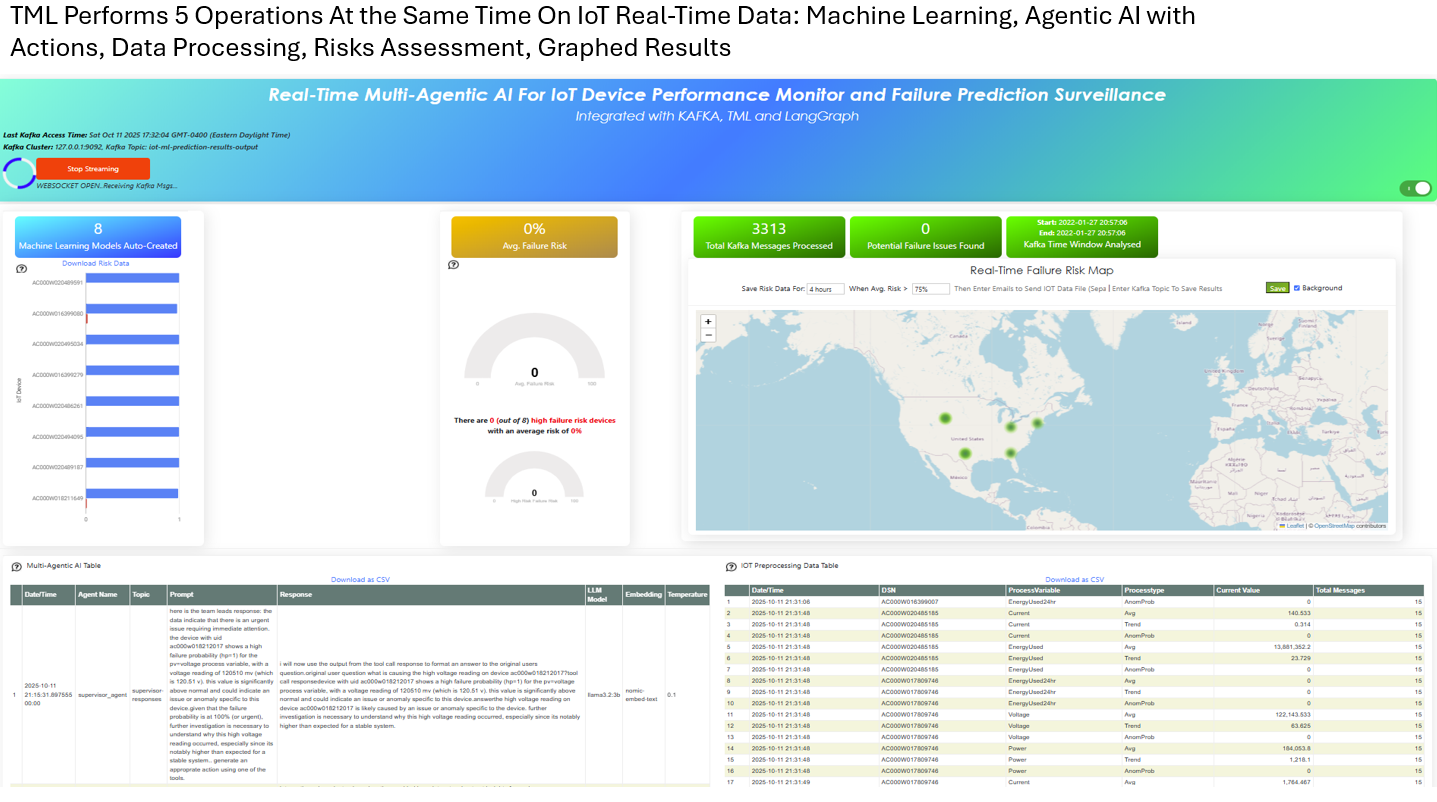 TML Performs 5 Operations At the Same Time On IoT Real-Time Data: Machine Learning, Agentic AI with
Actions, Data Processing, Risks Assessment, Graphed Results
Real-Time Multi-Agentic AI For IoT Device Performance Monitor and Failure Prediction Surveillance
Integrated with KAFKA, TML and LangGraph
Last Kafka Access Time: Sat Oct 11 2025 17:32:04 GMT-0400 (Eastern Daylight Time)
Kafka Cluster: 127.0.0.1:9092, Kafka Topic: iot-ml-prediction-results-output
Stop Streaming
WEBSOCKET OPEN..Receiving Kafka Msgs...
8
Machine Learning Models Auto-Created
Download Risk Data
AC000W020489591
AC000W016399080
AC000W020495034
AC000W016399279
AC000W020486261
AC000W020494095
AC000W020489187
AC000W018211649
IoT Device
0 1
0%
Avg. Failure Risk
0
0 Avg. Failure Risk 100
There are 0 (out of 8) high failure risk devices
with an average risk of 0%
0
0 High Risk Failure Risk 100
3313
Total Kafka Messages Processed
0
Potential Failure Issues Found
Start: 2022-01-27 20:57:06
End: 2022-01-27 20:57:06
Kafka Time Window Analysed
Real-Time Failure Risk Map
Save Risk Data For: 4 hours When Avg. Risk > 75% Then Enter Emails to Send IOT Data File (Sepa Enter Kafka Topic To Save Results Save Background
+
−
Canada
United States
México
Colombia
Ísland
Norge
Sverige
United Kingdom
Deutschland
Беларусь
France
Україна
España
Türkiye
Mali
Niger
Nigeria
Leaflet | © OpenStreetMap contributors
Multi-Agentic AI Table
Download as CSV
Date/Time Agent Name Topic Prompt Response LLM Model Embedding Temperature
1
2025-10-11
21:15:31.897555
00:00
supervisor_agent
supervisor-
responses
here is the team leads response: the
data indicate that there is an urgent
issue requiring immediate attention.
the device with uid
ac000w018212017 shows a high
failure probability (hp=1) for the
pv=voltage process variable, with a
voltage reading of 120510 mv (which
is 120.51 v). this value is significantly
above normal and could indicate an
issue or anomaly specific to this
device.given that the failure
probability is at 100% (or urgent),
further investigation is necessary to
understand why this high voltage
reading occurred, especially since its
notably higher than expected for a
stable system.. generate an
appropriate action using one of the
tools.
i will now use the output from the tool call response to format an answer to the original users
question.original user question what is causing the high voltage reading on device ac000w018212017?tool
call responsedevice with uid ac000w018212017 shows a high failure probability (hp=1) for the pv=voltage
process variable, with a voltage reading of 120510 mv (which is 120.51 v). this value is significantly above
normal and could indicate an issue or anomaly specific to this device.answerthe high voltage reading on
device ac000w018212017 is likely caused by an issue or anomaly specific to the device. further
investigation is necessary to understand why this high voltage reading occurred, especially since its notably
higher than expected for a stable system.
llama3.2:3b
nomic-
embed-text
0.1
IOT Preprocessing Data Table
Download as CSV
Date/Time DSN ProcessVariable Processtype Current Value Total Messages
1 2025-10-11 21:31:06 AC000W016399007 EnergyUsed24hr AnomProb 0 15
2 2025-10-11 21:31:48 AC000W020485185 Current Avg 140.533 15
3 2025-10-11 21:31:48 AC000W020485185 Current Trend 0.314 15
4 2025-10-11 21:31:48 AC000W020485185 Current AnomProb 0 15
5 2025-10-11 21:31:48 AC000W020485185 EnergyUsed Avg 13,881,352.2 15
6 2025-10-11 21:31:48 AC000W020485185 EnergyUsed Trend 23.729 15
7 2025-10-11 21:31:48 AC000W020485185 EnergyUsed AnomProb 0 15
8 2025-10-11 21:31:48 AC000W017809746 EnergyUsed24hr Avg 0 15
9 2025-10-11 21:31:48 AC000W017809746 EnergyUsed24hr Trend 0 15
10 2025-10-11 21:31:48 AC000W017809746 EnergyUsed24hr AnomProb 0 15
11 2025-10-11 21:31:48 AC000W017809746 Voltage Avg 122,143.533 15
12 2025-10-11 21:31:48 AC000W017809746 Voltage Trend 63.625 15
13 2025-10-11 21:31:48 AC000W017809746 Voltage AnomProb 0 15
14 2025-10-11 21:31:48 AC000W017809746 Power Avg 184,053.8 15
15 2025-10-11 21:31:48 AC000W017809746 Power Trend 1,218.1 15
16 2025-10-11 21:31:48 AC000W017809746 Power AnomProb 0 15
17 2025-10-11 21:31:49 AC000W017809746 Current Avg 1,764.467 15